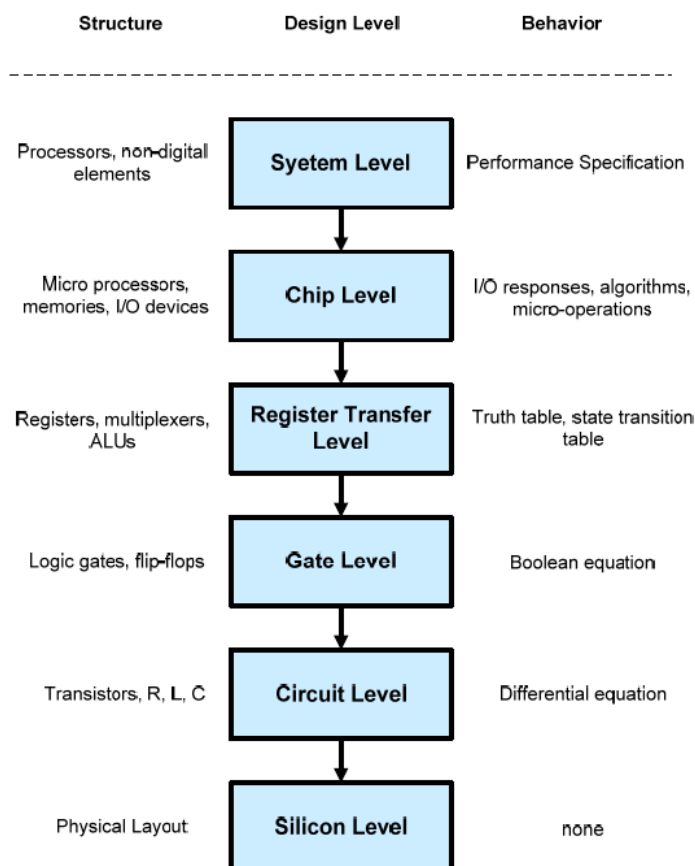 Structure Design Level Behavior
Processors, non-digital
elements
Syetem Level
Performance Specification
Micro processors,
memories, I/O devices
Chip Level
I/O responses, algorithms,
micro-operations
Registers, multiplexers,
ALUs
Register Transfer
Level
Truth table, state transition
table
Logic gates, flip-flops
Gate Level
Boolean equation
Transistors, R, L, C
Circuit Level
Differential equation
Physical Layout
Silicon Level
none